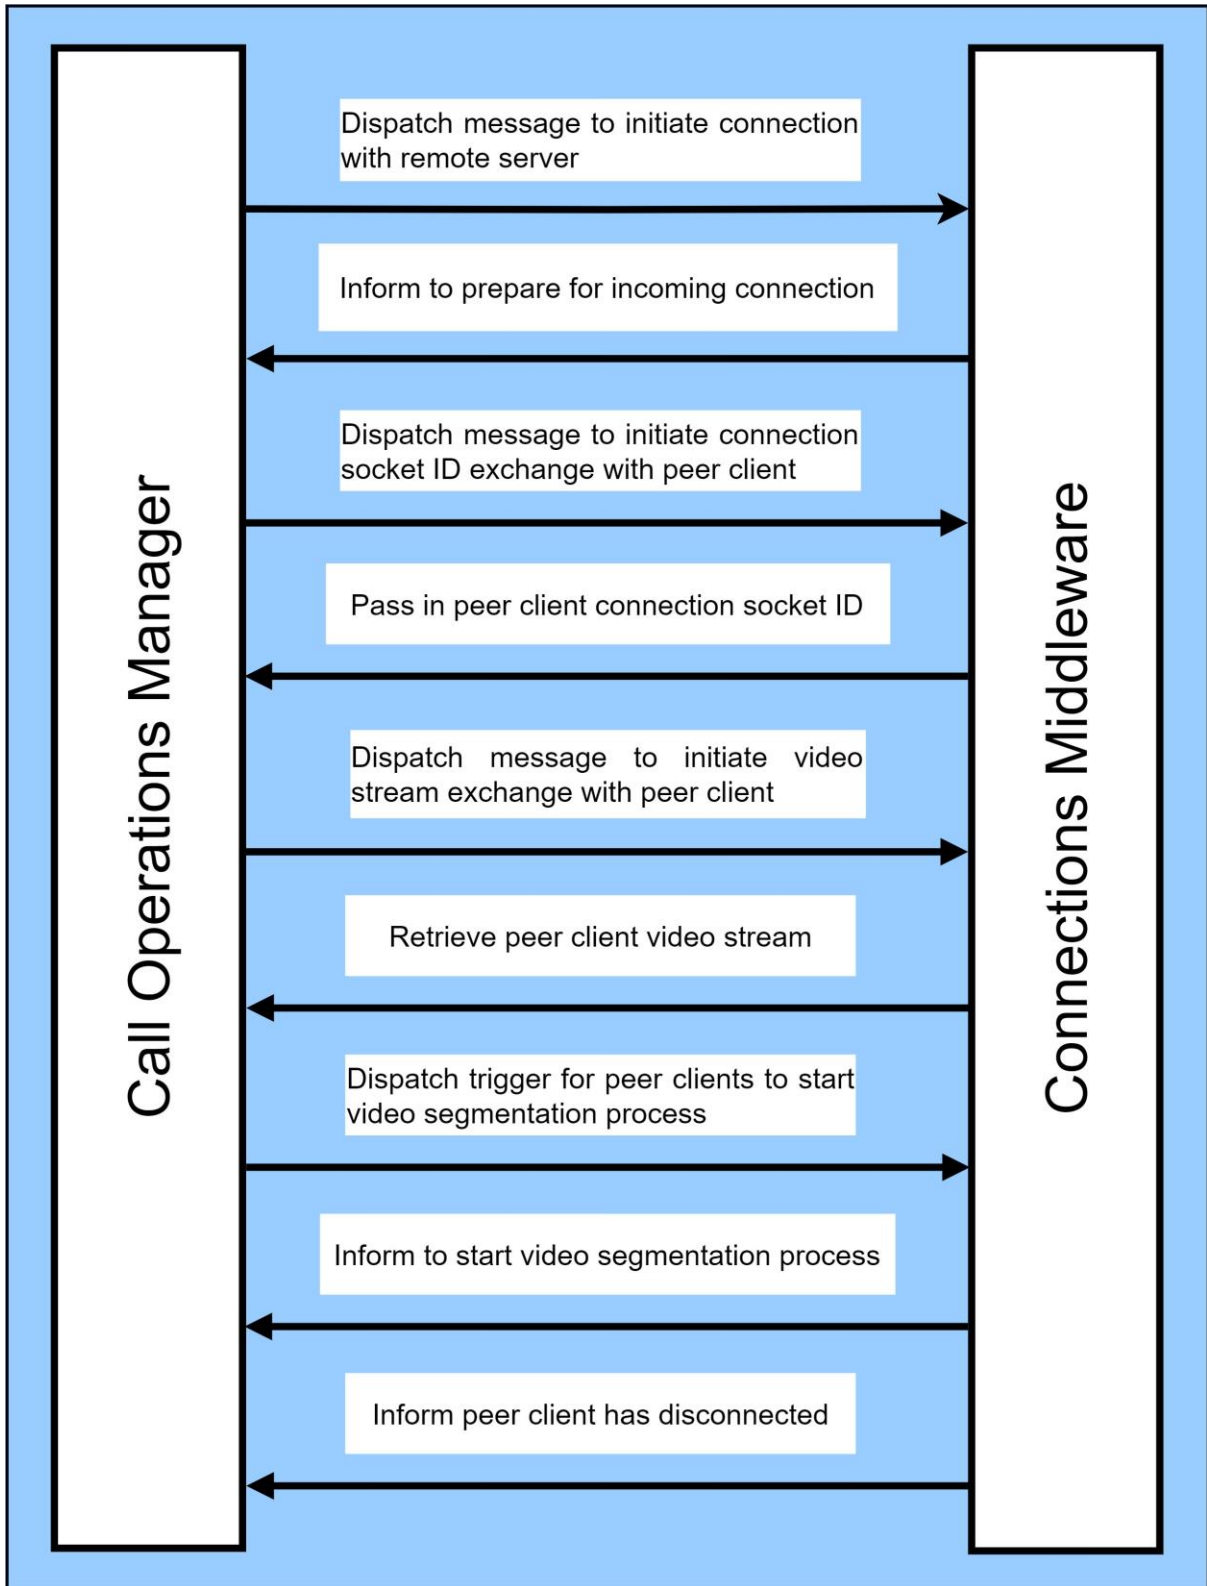 Call Operations Manager
Dispatch message to initiate connection
with remote server
Inform to prepare for incoming connection
Dispatch message to initiate connection
socket ID exchange with peer client
Pass in peer client connection socket ID
Dispatch message to initiate video
stream exchange with peer client
Retrieve peer client video stream
Dispatch trigger for peer clients to start
video segmentation process
Inform to start video segmentation process
Inform peer client has disconnected
Connections Middleware